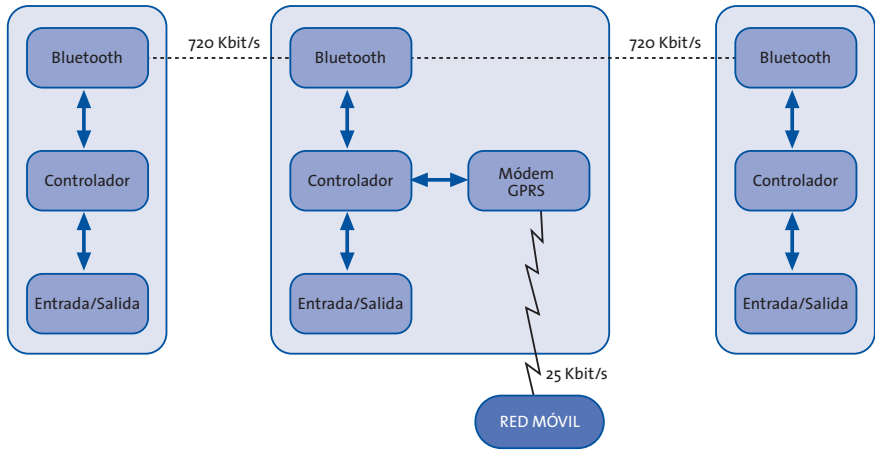 720 Kbit/s
720 Kbit/s
Bluetooth
Bluetooth
Bluetooth
Controlador
Controlador
Módem
GPRS
Controlador
Entrada/Salida
Entrada/Salida
Entrada/Salida
25 Kbit/s
RED MÓVIL